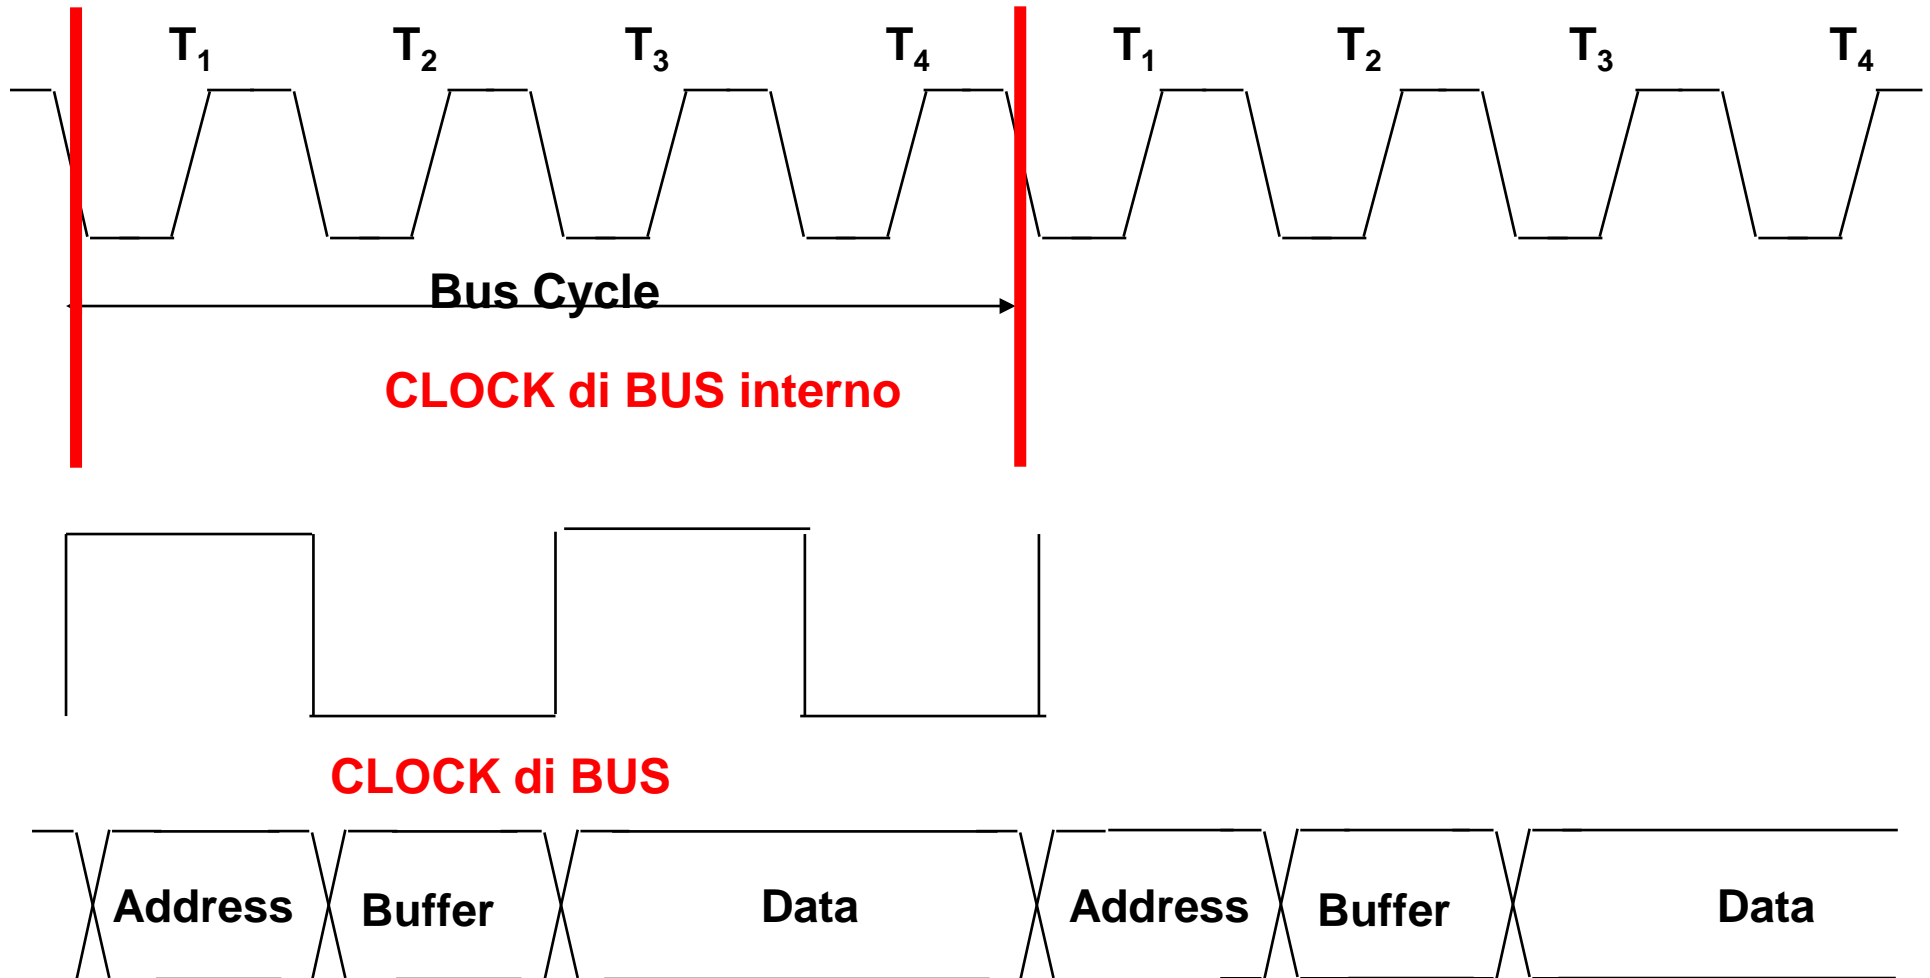 T₁ T₂ T₃ T₄ T₁ T₂ T₃ T₄
Bus Cycle
CLOCK di BUS interno
CLOCK di BUS
Address Buffer Data Address Buffer Data